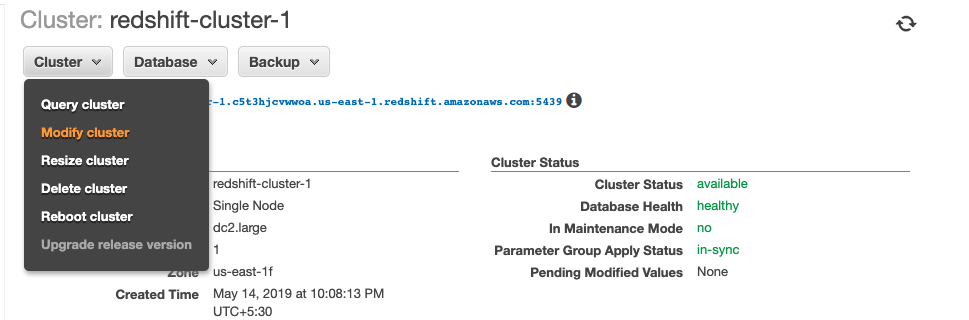 Cluster: redshift-cluster-1
Cluster Database Backup
r-1.c5t3hjcvwwoa.us-east-1.redshift.amazonaws.com:5439
Query cluster
Modify cluster
Resize cluster
Delete cluster
Reboot cluster
Upgrade release version
redshift-cluster-1
Single Node
dc2.large
1
Zone us-east-1f
Created Time May 14, 2019 at 10:08:13 PM
UTC+5:30
Cluster Status
Cluster Status available
Database Health healthy
In Maintenance Mode no
Parameter Group Apply Status in-sync
Pending Modified Values None